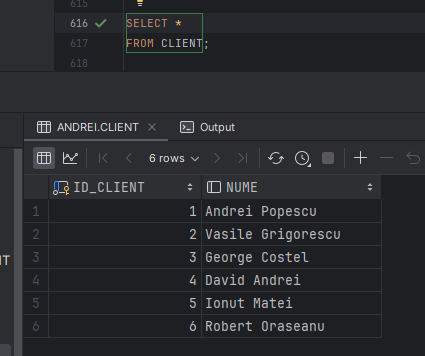 615
616 SELECT *
617 FROM CLIENT;
618
ANDREI.CLIENT Output
6 rows
ID_CLIENT NUME
1 1 Andrei Popescu
2 2 Vasile Grigorescu
3 3 George Costel
4 4 David Andrei
5 5 Ionut Matei
6 6 Robert Oraseanu